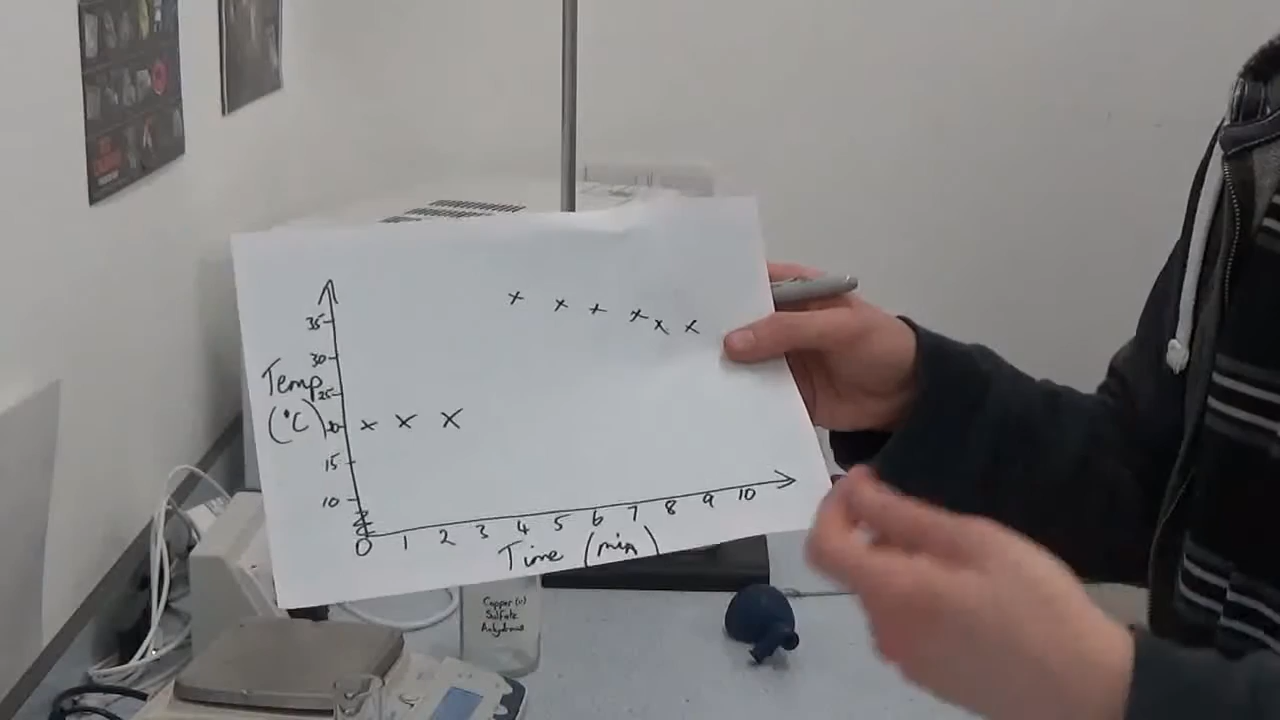 35
30
Temp
25
(°C)
20
15
10
0 1 2 3 4 5 6 7 8 9 10
Time (min)
Copper (II)
Sulfate
Anhydrous